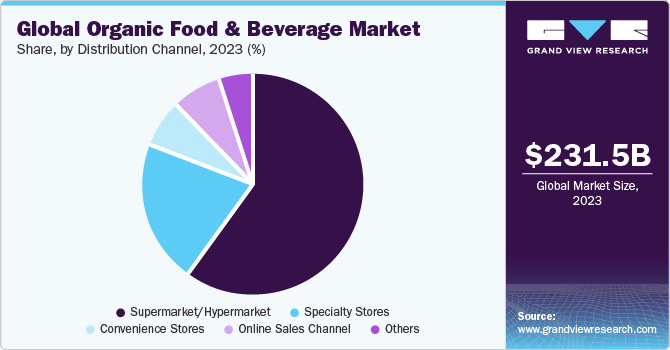 Global Organic Food & Beverage Market
Share, by Distribution Channel, 2023 (%)
Supermarket/Hypermarket
Specialty Stores
Convenience Stores
Online Sales Channel
Others
GRAND VIEW RESEARCH
$231.5B
Global Market Size,
2023
Source:
www.grandviewresearch.com